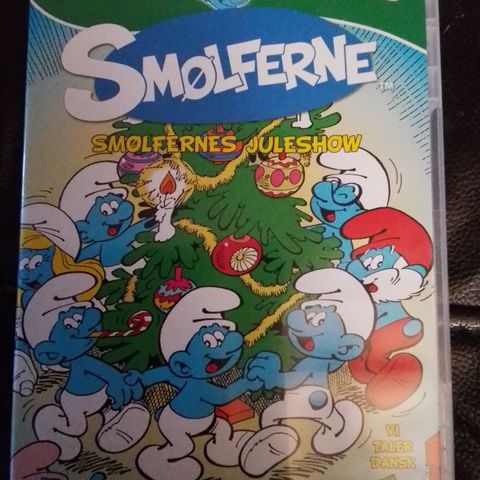 SMØLFERNE
TM
SMØLFERNES JULESHOW
VI
TALER
DANSK